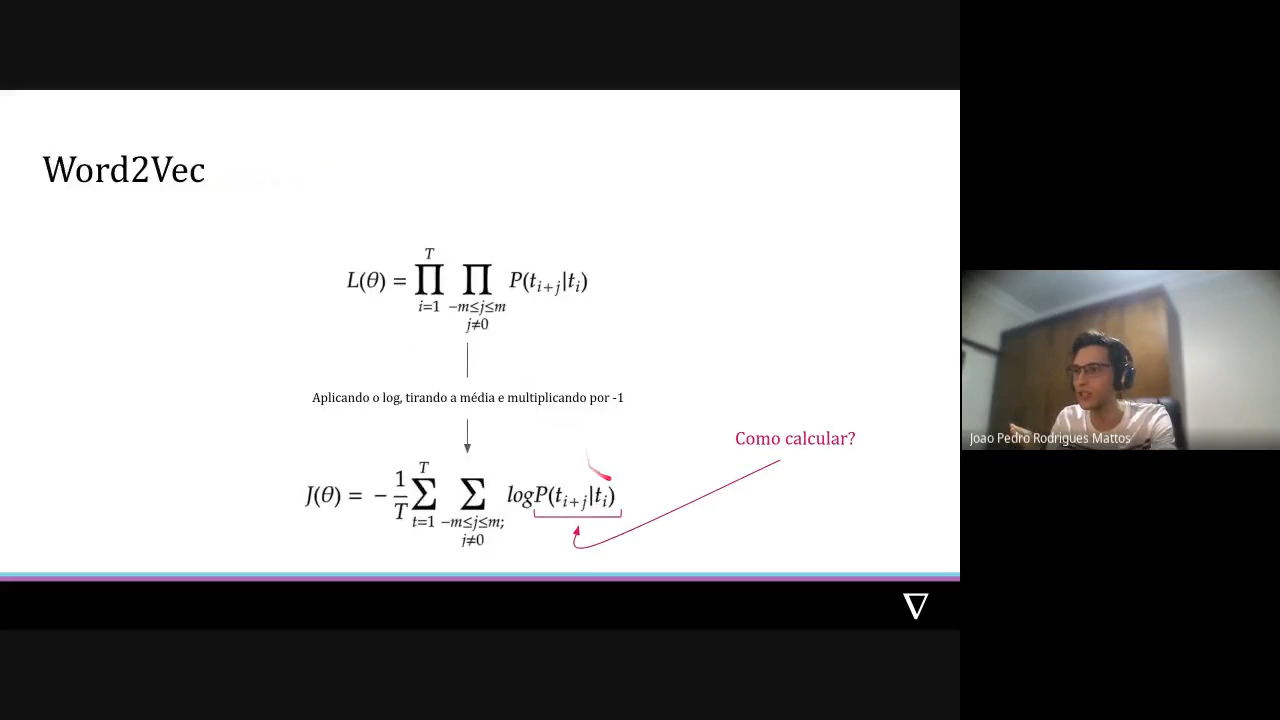 Word2Vec
L(θ) = ∏_{i=1}^{T} ∏_{−m≤j≤m j≠0} P(t_{i+j}|t_i)
Aplicando o log, tirando a média e multiplicando por -1
Como calcular?
J(θ) = − 1/T ∑_{t=1}^{T} ∑_{−m≤j≤m; j≠0} logP(t_{i+j}|t_i)
Joao Pedro Rodrigues Mattos